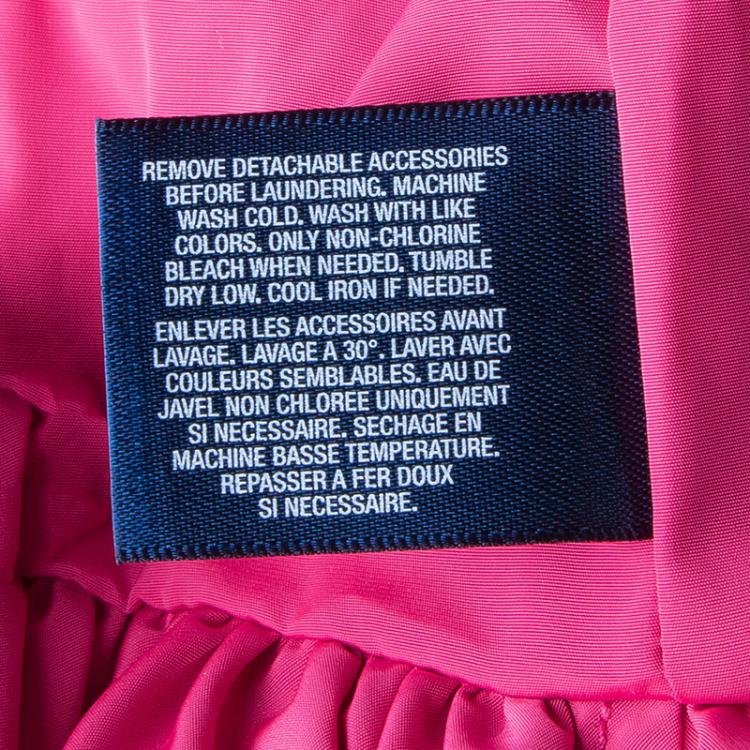 REMOVE DETACHABLE ACCESSORIES
BEFORE LAUNDERING. MACHINE
WASH COLD. WASH WITH LIKE
COLORS. ONLY NON-CHLORINE
BLEACH WHEN NEEDED. TUMBLE
DRY LOW. COOL IRON IF NEEDED.
ENLEVER LES ACCESSOIRES AVANT
LAVAGE. LAVAGE A 30°. LAVER AVEC
COULEURS SEMBLABLES. EAU DE
JAVEL NON CHLOREE UNIQUEMENT
SI NECESSAIRE. SECHAGE EN
MACHINE BASSE TEMPERATURE.
REPASSER A FER DOUX
SI NECESSAIRE.